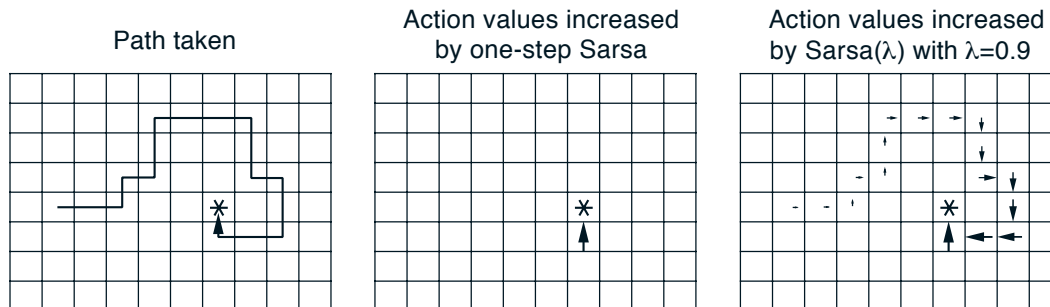 Path taken
Action values increased
by one-step Sarsa
Action values increased
by Sarsa(λ) with λ=0.9